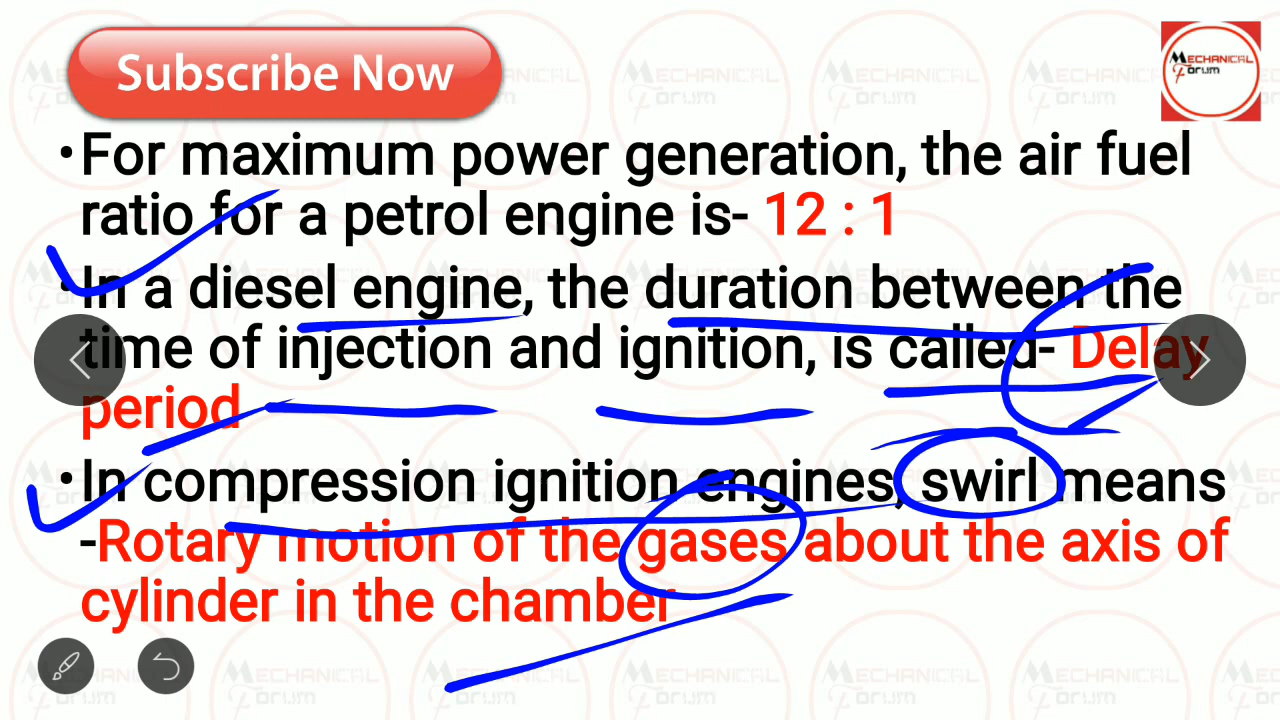 Subscribe Now
MECHANICAL
Forum
•For maximum power generation, the air fuel
ratio for a petrol engine is- 12 : 1
•In a diesel engine, the duration between the
time of injection and ignition, is called- Delay
period
•In compression ignition engines, swirl means
-Rotary motion of the gases about the axis of
cylinder in the chamber